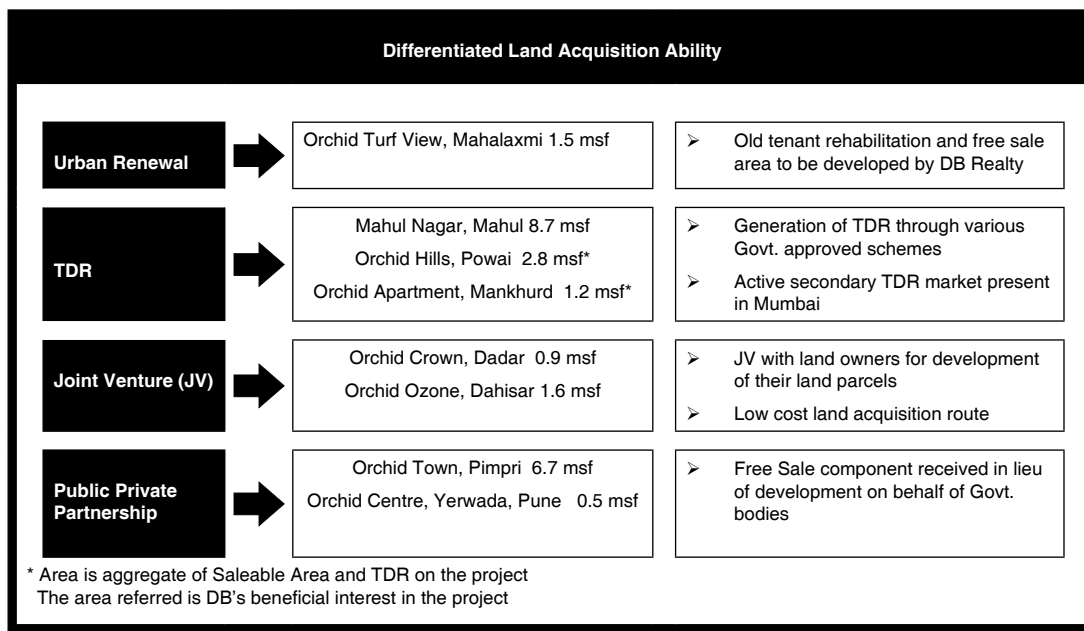 Differentiated Land Acquisition Ability
Urban Renewal
Orchid Turf View, Mahalaxmi 1.5 msf
➢ Old tenant rehabilitation and free sale
area to be developed by DB Realty
TDR
Mahul Nagar, Mahul 8.7 msf
Orchid Hills, Powai 2.8 msf*
Orchid Apartment, Mankhurd 1.2 msf*
➢ Generation of TDR through various
Govt. approved schemes
➢ Active secondary TDR market present
in Mumbai
Joint Venture (JV)
Orchid Crown, Dadar 0.9 msf
Orchid Ozone, Dahisar 1.6 msf
➢ JV with land owners for development
of their land parcels
➢ Low cost land acquisition route
Public Private
Partnership
Orchid Town, Pimpri 6.7 msf
Orchid Centre, Yerwada, Pune 0.5 msf
➢ Free Sale component received in lieu
of development on behalf of Govt.
bodies
* Area is aggregate of Saleable Area and TDR on the project
The area referred is DB's beneficial interest in the project